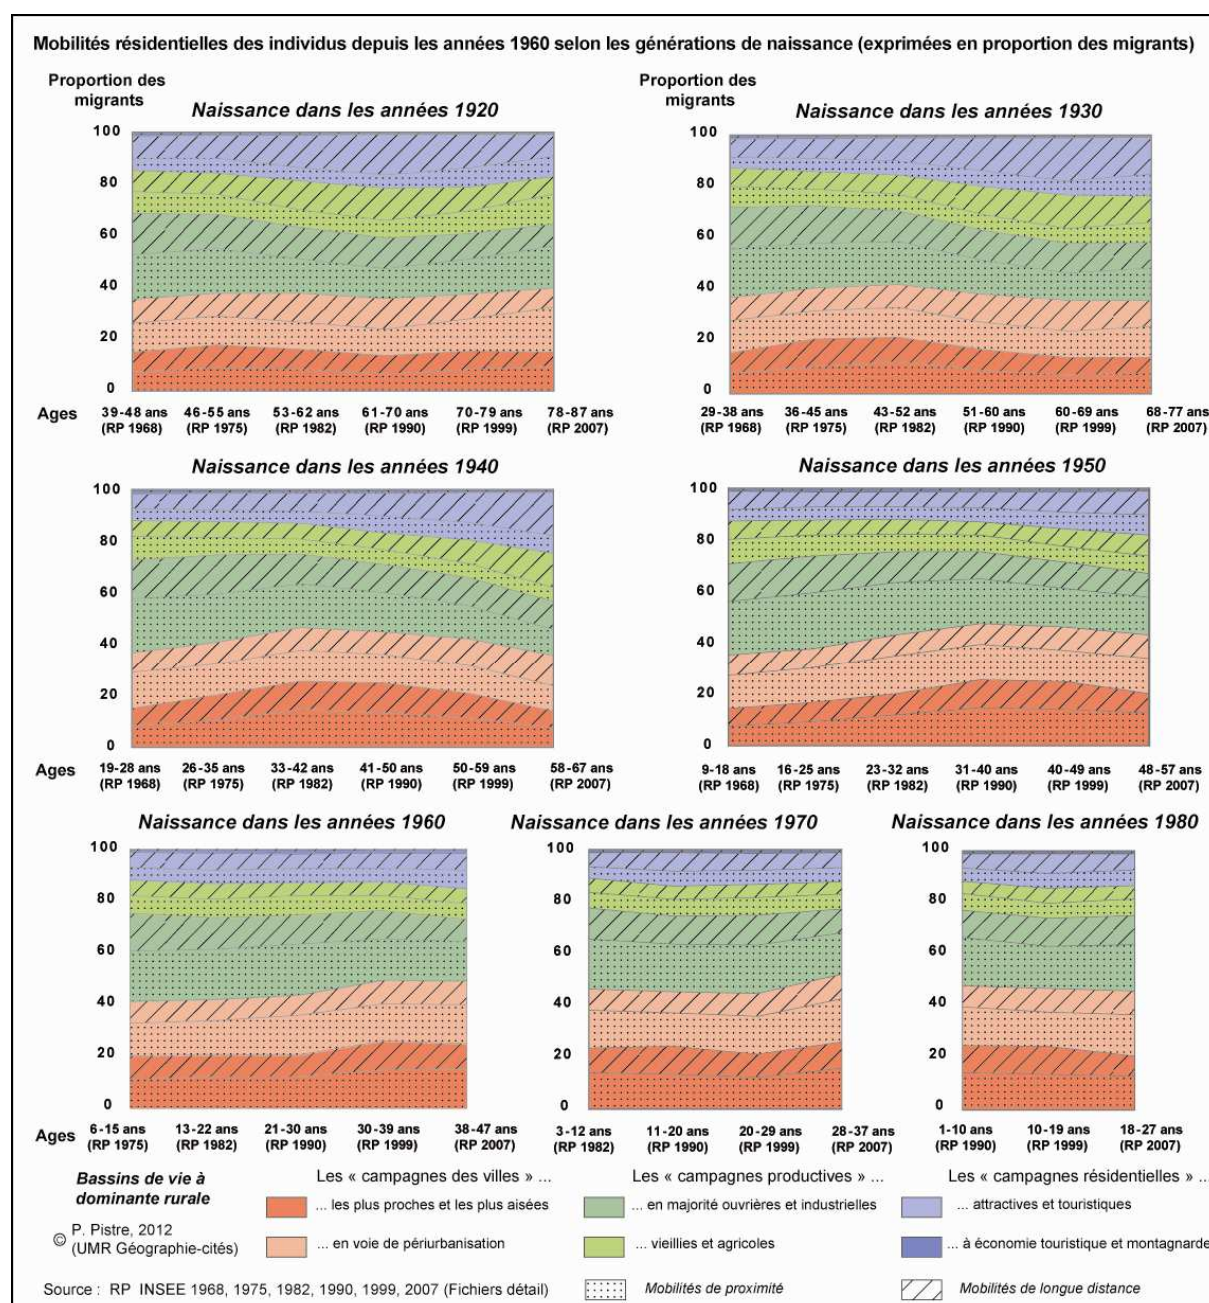 Mobilités résidentielles des individus depuis les années 1960 selon les générations de naissance (exprimées en proportion des migrants)
Proportion des
migrants
Naissance dans les années 1920
100
80
60
40
20
0
Ages
39-48 ans
(RP 1968)
46-55 ans
(RP 1975)
53-62 ans
(RP 1982)
61-70 ans
(RP 1990)
70-79 ans
(RP 1999)
78-87 ans
(RP 2007)
Proportion des
migrants
Naissance dans les années 1930
100
80
60
40
20
0
29-38 ans
(RP 1968)
36-45 ans
(RP 1975)
43-52 ans
(RP 1982)
51-60 ans
(RP 1990)
60-69 ans
(RP 1999)
68-77 ans
(RP 2007)
Naissance dans les années 1940
100
80
60
40
20
0
Ages
19-28 ans
(RP 1968)
26-35 ans
(RP 1975)
33-42 ans
(RP 1982)
41-50 ans
(RP 1990)
50-59 ans
(RP 1999)
58-67 ans
(RP 2007)
Naissance dans les années 1950
100
80
60
40
20
0
9-18 ans
(RP 1968)
16-25 ans
(RP 1975)
23-32 ans
(RP 1982)
31-40 ans
(RP 1990)
40-49 ans
(RP 1999)
48-57 ans
(RP 2007)
Naissance dans les années 1960
100
80
60
40
20
0
Ages
6-15 ans
(RP 1975)
13-22 ans
(RP 1982)
21-30 ans
(RP 1990)
30-39 ans
(RP 1999)
38-47 ans
(RP 2007)
Naissance dans les années 1970
100
80
60
40
20
0
3-12 ans
(RP 1982)
11-20 ans
(RP 1990)
20-29 ans
(RP 1999)
28-37 ans
(RP 2007)
Naissance dans les années 1980
100
80
60
40
20
0
1-10 ans
(RP 1990)
10-19 ans
(RP 1999)
18-27 ans
(RP 2007)
Bassins de vie à
dominante rurale
© P. Pistre, 2012
(UMR Géographie-cités)
Les « campagnes des villes » ...
... les plus proches et les plus aisées
... en voie de périurbanisation
Les « campagnes productives » ...
... en majorité ouvrières et industrielles
... vieillies et agricoles
Les « campagnes résidentielles » ...
... attractives et touristiques
... à économie touristique et montagnarde
Source : RP INSEE 1968, 1975, 1982, 1990, 1999, 2007 (Fichiers détail)
Mobilités de proximité
Mobilités de longue distance